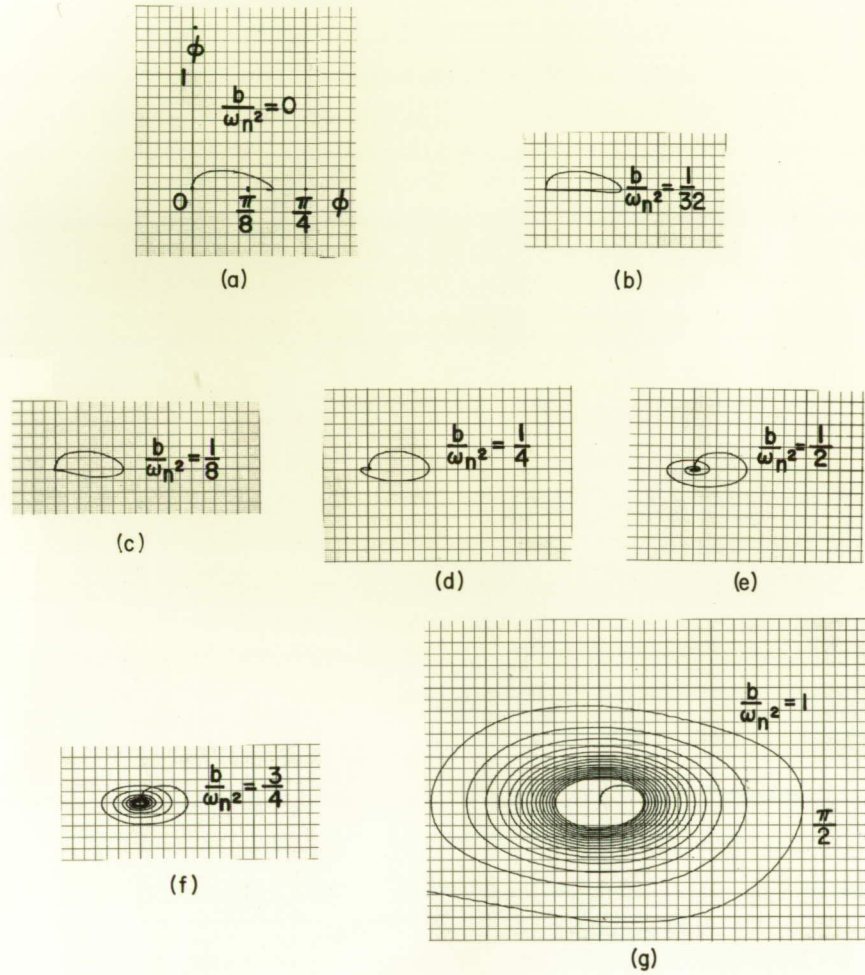 φ̇
1
b/ωn² = 0
0 π/8 π/4 φ
(a)
b/ωn² = 1/32
(b)
b/ωn² = 1/8
(c)
b/ωn² = 1/4
(d)
b/ωn² = 1/2
(e)
b/ωn² = 3/4
(f)
b/ωn² = 1
π/2
(g)